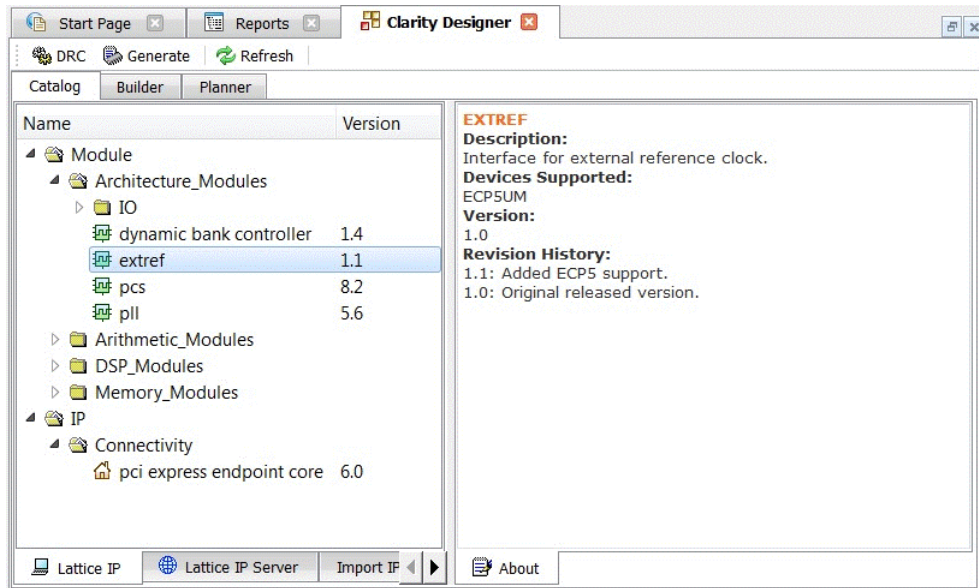 Start Page
Reports
Clarity Designer
DRC
Generate
Refresh
Catalog
Builder
Planner
Name Version
Module
Architecture_Modules
IO
dynamic bank controller 1.4
extref 1.1
pcs 8.2
pll 5.6
Arithmetic_Modules
DSP_Modules
Memory_Modules
IP
Connectivity
pci express endpoint core 6.0
Lattice IP
Lattice IP Server
Import IP
EXTREF
Description:
Interface for external reference clock.
Devices Supported:
ECP5UM
Version:
1.0
Revision History:
1.1: Added ECP5 support.
1.0: Original released version.
About